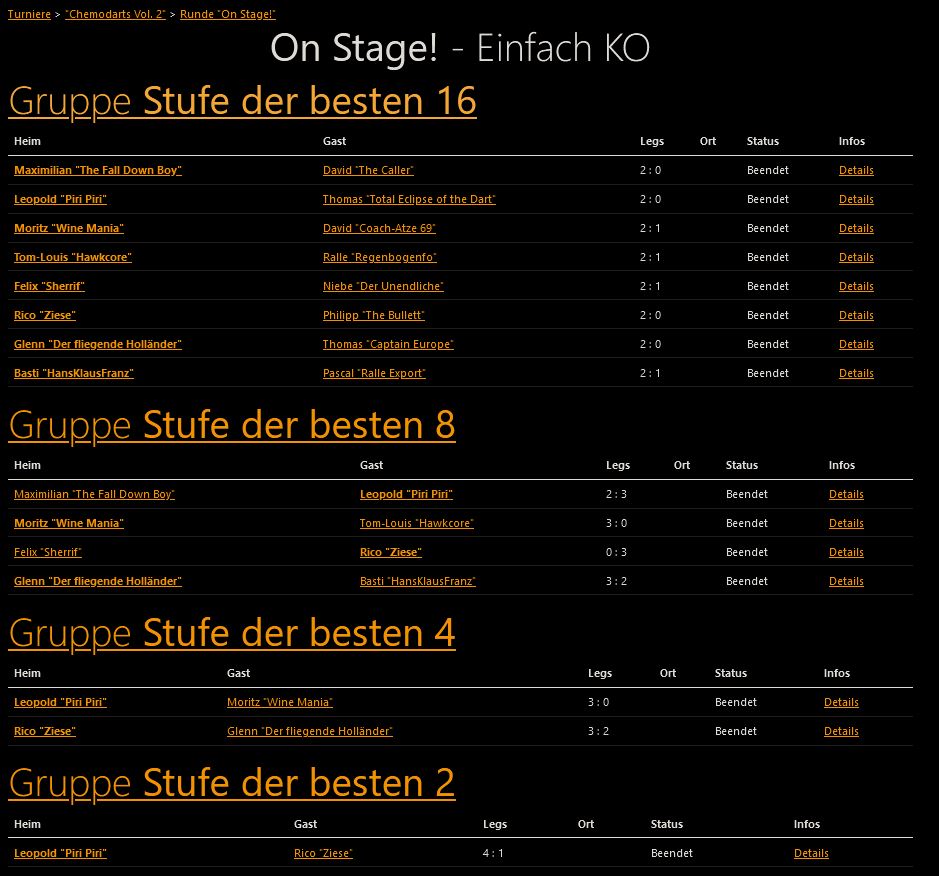 Turniere > "Chemodarts Vol. 2" > Runde "On Stage!"
On Stage! - Einfach KO
Gruppe Stufe der besten 16
Heim Gast Legs Ort Status Infos
Maximilian "The Fall Down Boy" David "The Caller" 2 : 0 Beendet Details
Leopold "Piri Piri" Thomas "Total Eclipse of the Dart" 2 : 0 Beendet Details
Moritz "Wine Mania" David "Coach-Atze 69" 2 : 1 Beendet Details
Tom-Louis "Hawkcore" Ralle "Regenbogenfo" 2 : 1 Beendet Details
Felix "Sherrif" Niebe "Der Unendliche" 2 : 1 Beendet Details
Rico "Ziese" Philipp "The Bullett" 2 : 0 Beendet Details
Glenn "Der fliegende Holländer" Thomas "Captain Europe" 2 : 0 Beendet Details
Basti "HansKlausFranz" Pascal "Ralle Export" 2 : 1 Beendet Details
Gruppe Stufe der besten 8
Heim Gast Legs Ort Status Infos
Maximilian "The Fall Down Boy" Leopold "Piri Piri" 2 : 3 Beendet Details
Moritz "Wine Mania" Tom-Louis "Hawkcore" 3 : 0 Beendet Details
Felix "Sherrif" Rico "Ziese" 0 : 3 Beendet Details
Glenn "Der fliegende Holländer" Basti "HansKlausFranz" 3 : 2 Beendet Details
Gruppe Stufe der besten 4
Heim Gast Legs Ort Status Infos
Leopold "Piri Piri" Moritz "Wine Mania" 3 : 0 Beendet Details
Rico "Ziese" Glenn "Der fliegende Holländer" 3 : 2 Beendet Details
Gruppe Stufe der besten 2
Heim Gast Legs Ort Status Infos
Leopold "Piri Piri" Rico "Ziese" 4 : 1 Beendet Details